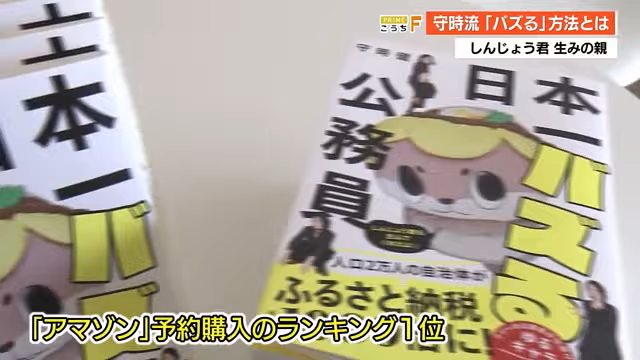 PRIME
こうちF
守時流「バズる」方法とは
しんじょう君 生みの親
守時健
日本一バズる
公務員
人口2万人の自治体が
ふるさと納税
本一バズ
「アマゾン」予約購入のランキング1位